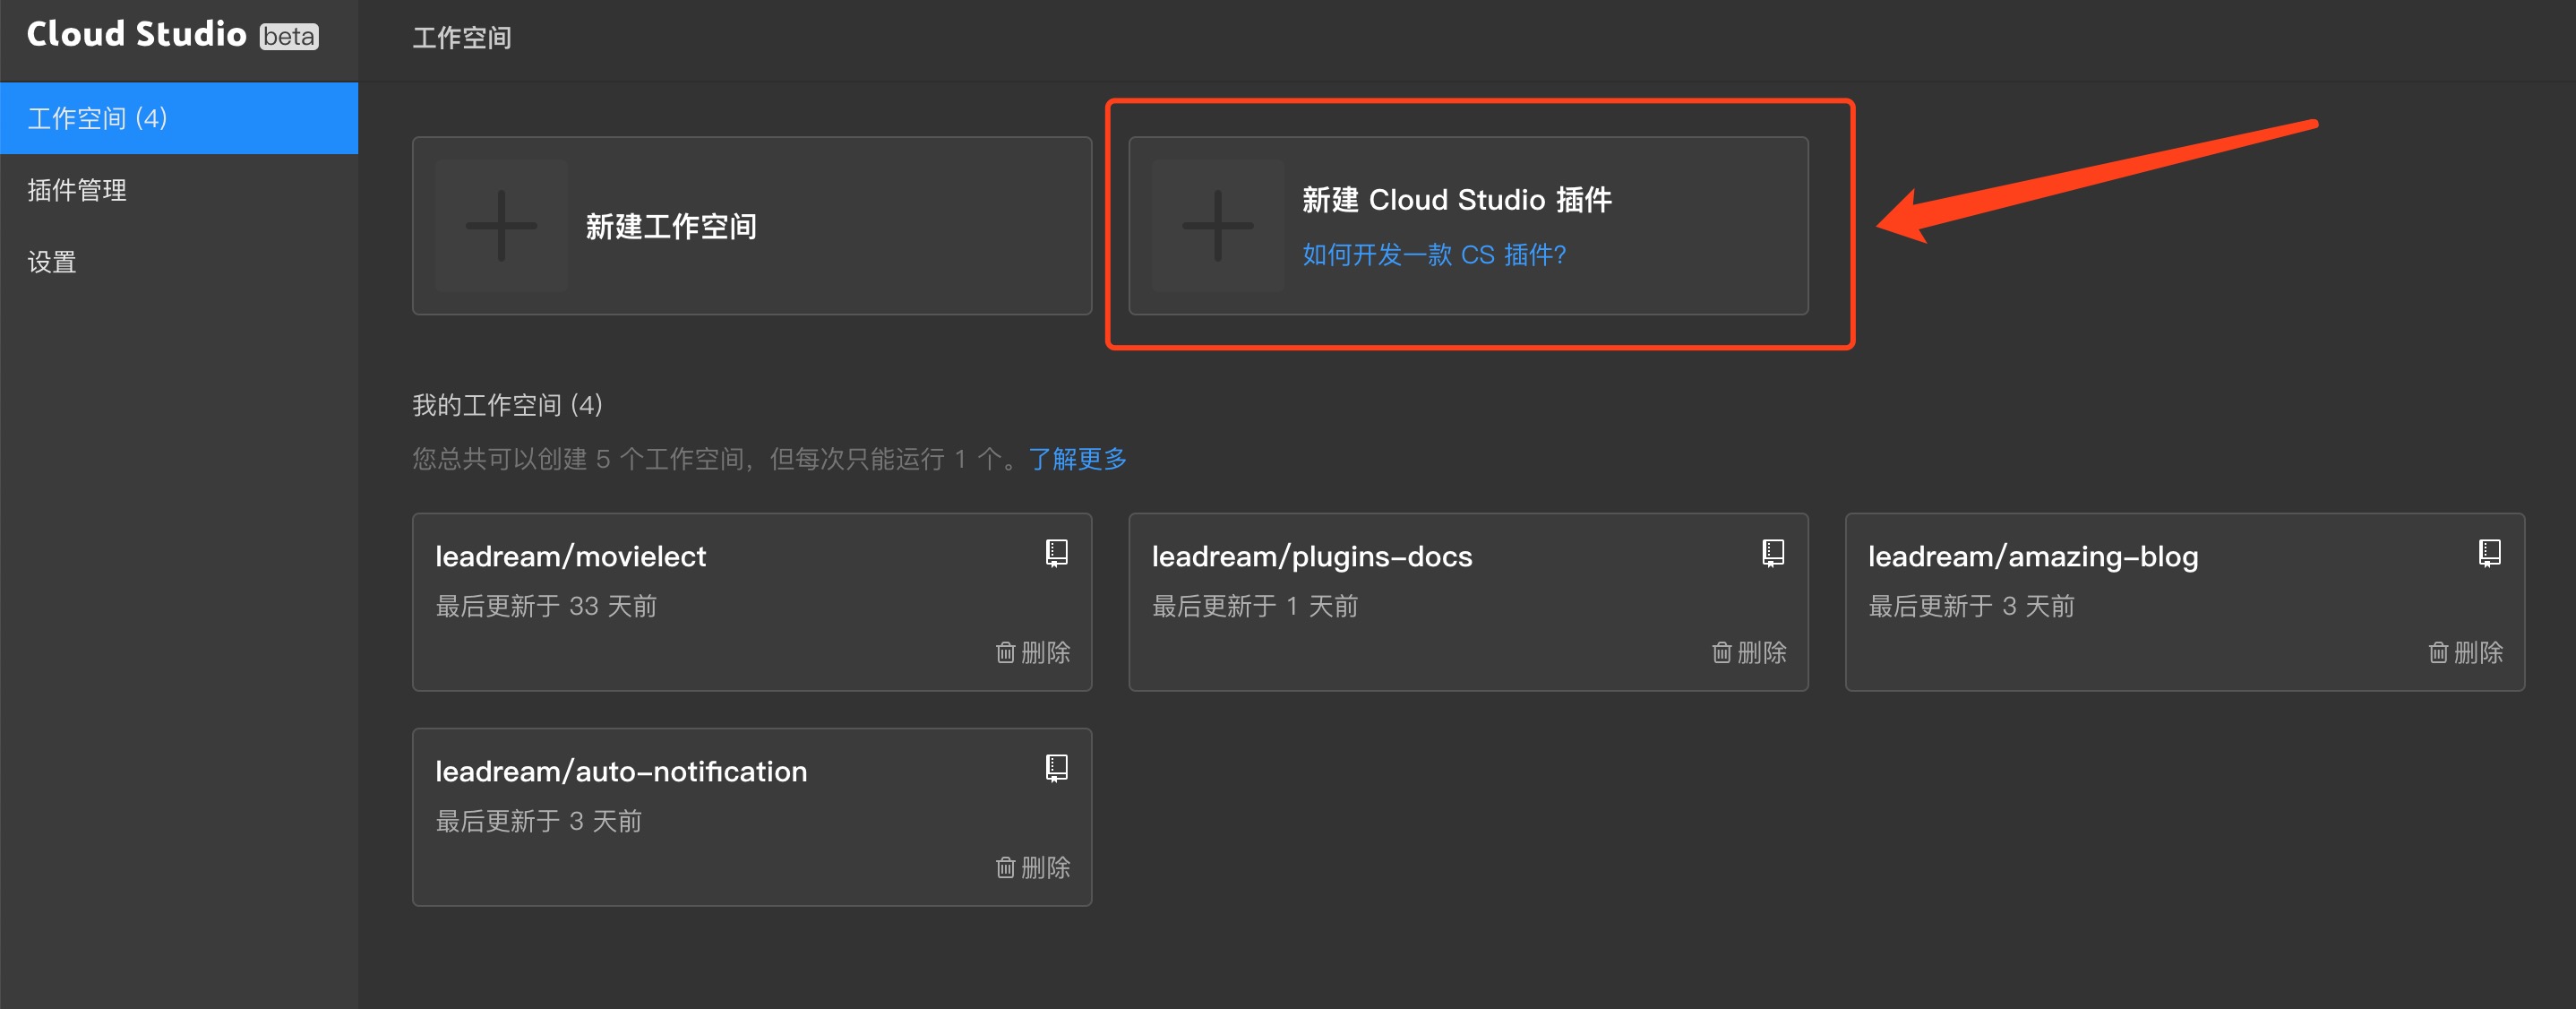 Cloud Studio beta
工作空间
工作空间 (4)
插件管理
设置
新建工作空间
新建 Cloud Studio 插件
如何开发一款 CS 插件?
我的工作空间 (4)
您总共可以创建 5 个工作空间，但每次只能运行 1 个。了解更多
leadream/movielect
最后更新于 33 天前
删除
leadream/plugins-docs
最后更新于 1 天前
删除
leadream/amazing-blog
最后更新于 3 天前
删除
leadream/auto-notification
最后更新于 3 天前
删除